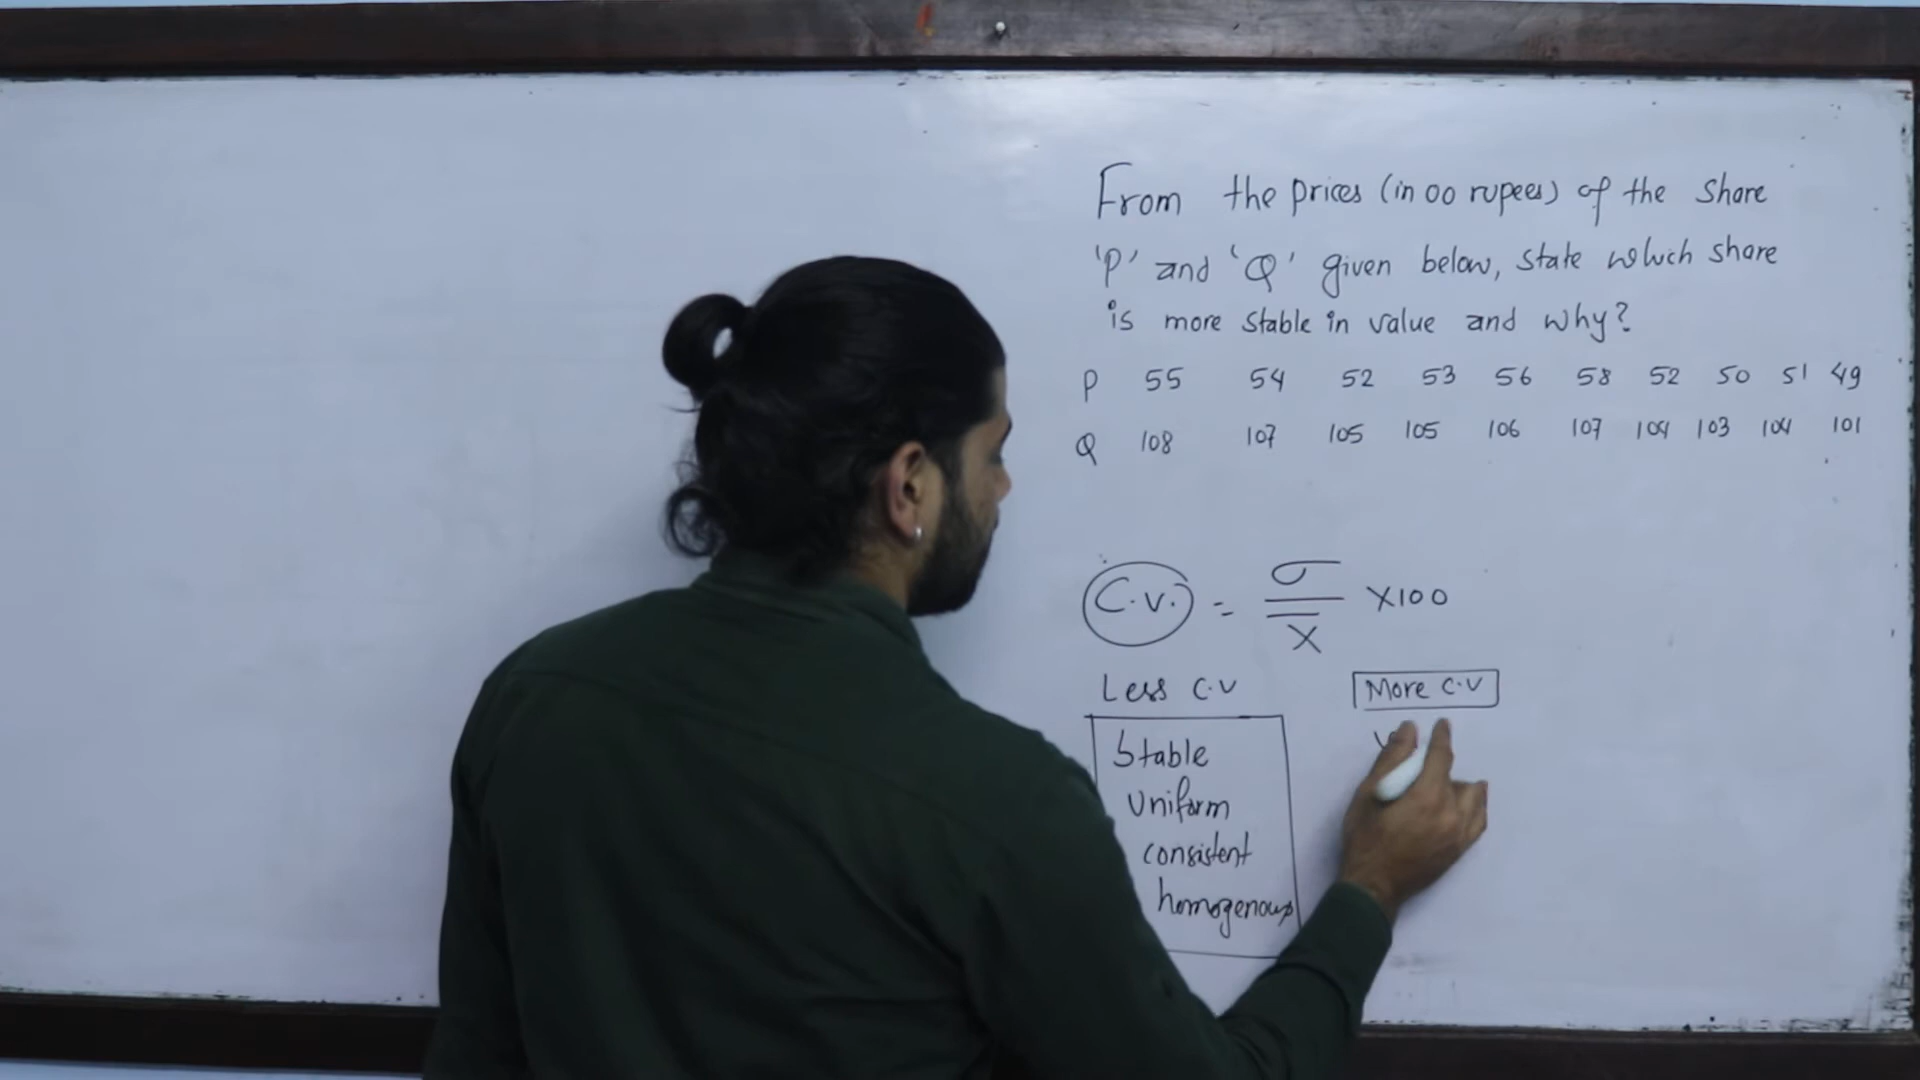 From the prices (in 00 rupees) of the share
'P' and 'Q' given below, state which share
is more stable in value and why?
P 55 54 52 53 56 58 52 50 51 49
Q 108 107 105 105 106 107 104 103 104 101
C.V. = σ / X̅ X100
Less C.V
Stable
Uniform
consistent
homogenous
More C.V